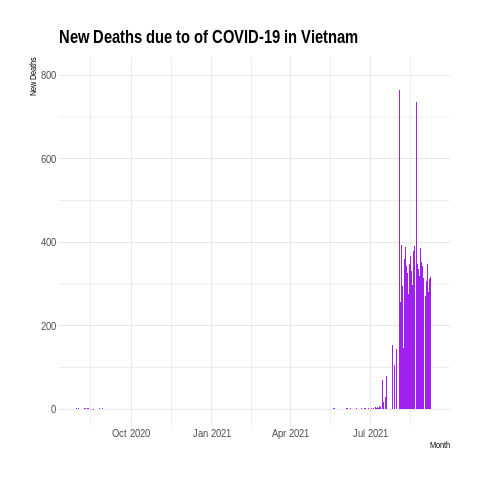 New Deaths due to of COVID-19 in Vietnam
New Deaths
800
600
400
200
0
Oct 2020 Jan 2021 Apr 2021 Jul 2021
Month